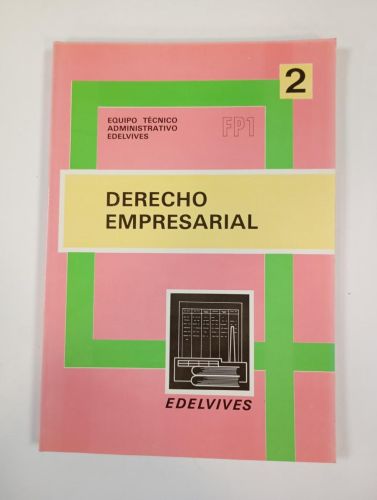 2
EQUIPO TÉCNICO
ADMINISTRATIVO
EDELVIVES
FP1
DERECHO
EMPRESARIAL
EDELVIVES